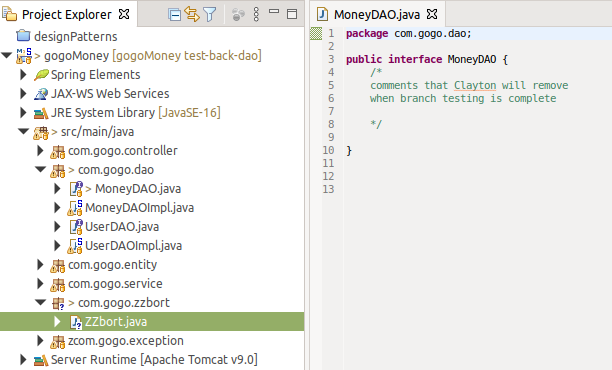 Project Explorer
designPatterns
> gogoMoney [gogoMoney test-back-dao]
Spring Elements
JAX-WS Web Services
JRE System Library [JavaSE-16]
> src/main/java
com.gogo.controller
> com.gogo.dao
> MoneyDAO.java
MoneyDAOImpl.java
UserDAO.java
UserDAOImpl.java
com.gogo.entity
com.gogo.service
> com.gogo.zzbort
ZZbort.java
zcom.gogo.exception
Server Runtime [Apache Tomcat v9.0]
MoneyDAO.java
1 package com.gogo.dao;
2
3 public interface MoneyDAO {
4 /*
5 comments that Clayton will remove
6 when branch testing is complete
7
8 */
9
10 }
11
12
13